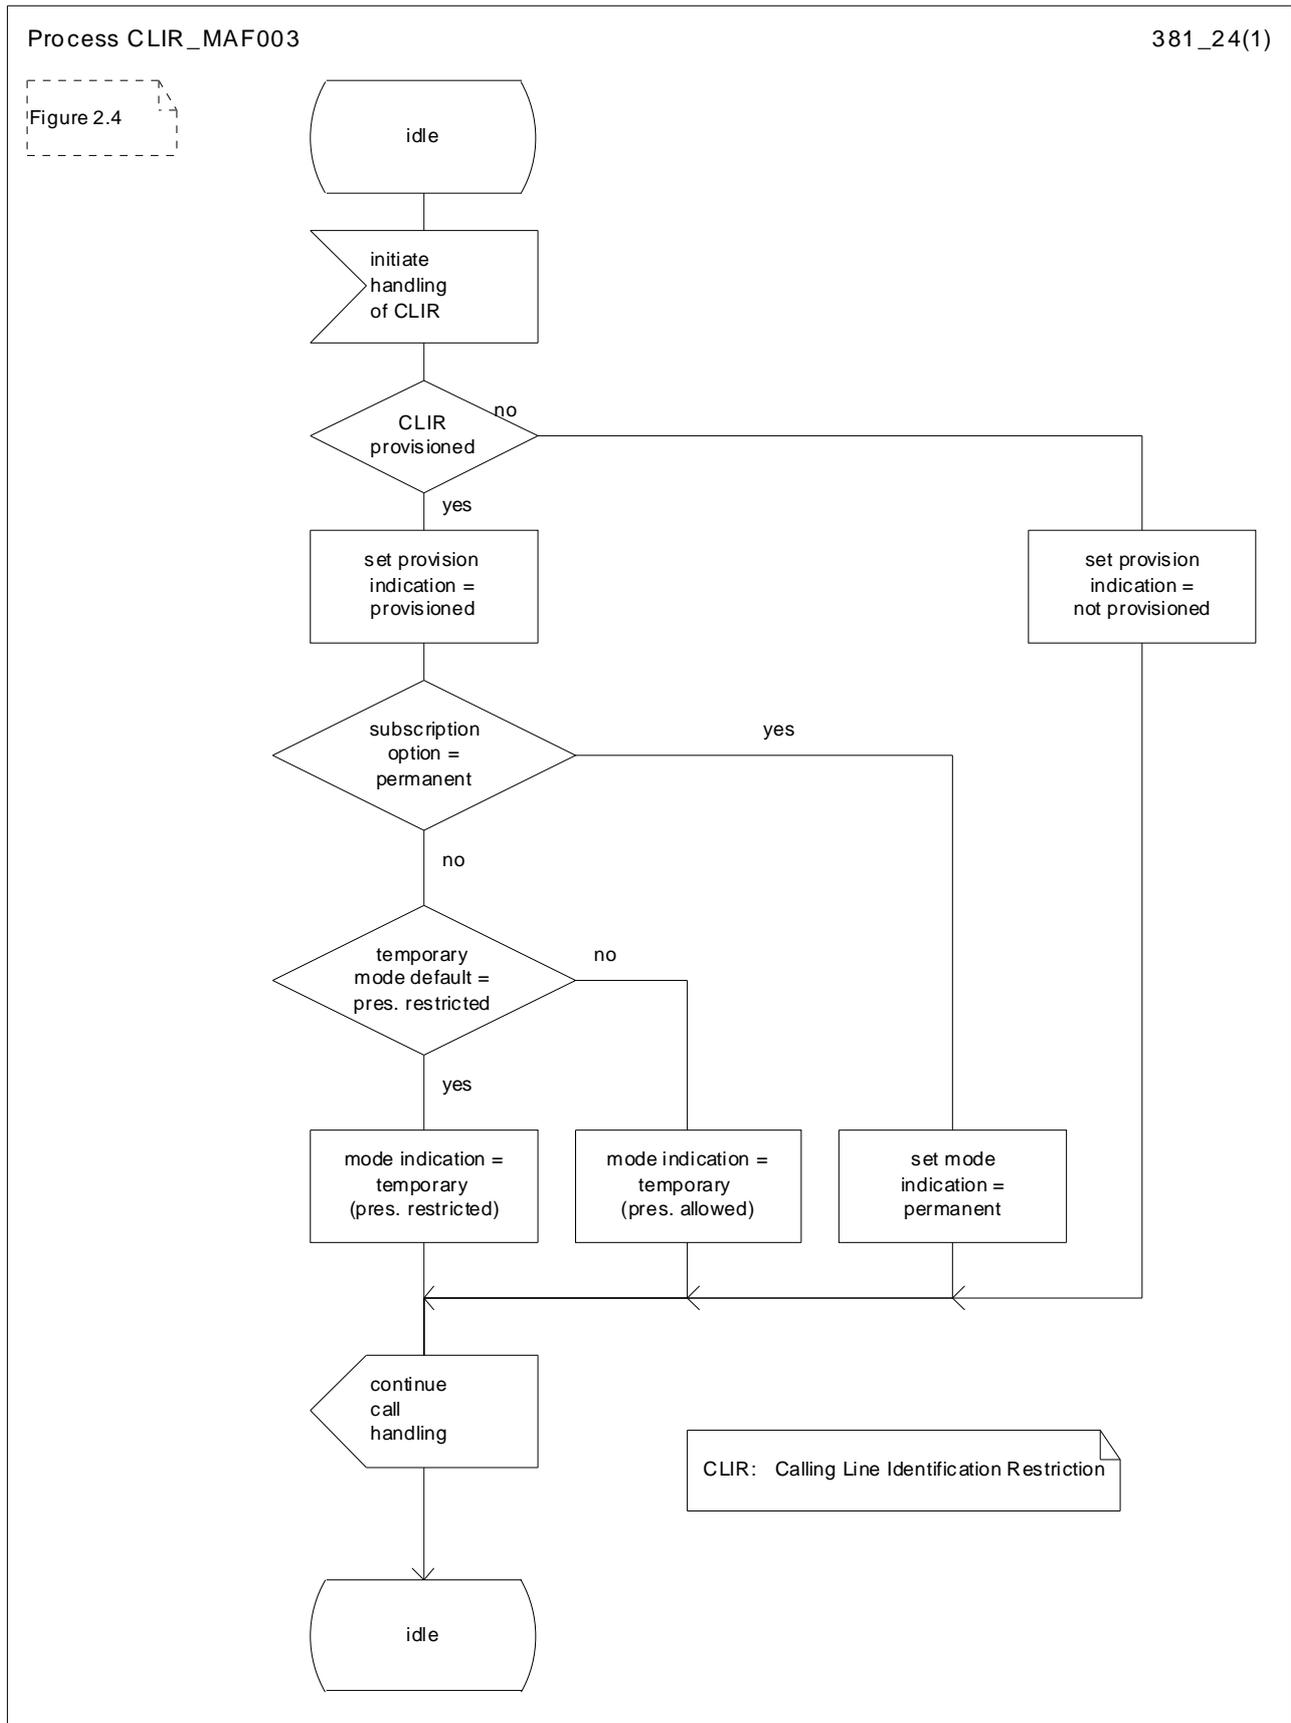 Process CLIR_MAF003
381_24(1)
Figure 2.4
idle
initiate
handling
of CLIR
CLIR
provisioned
no
yes
set provision
indication =
provisioned
set provision
indication =
not provisioned
subscription
option =
permanent
yes
no
temporary
mode default =
pres. restricted
no
yes
mode indication =
temporary
(pres. restricted)
mode indication =
temporary
(pres. allowed)
set mode
indication =
permanent
continue
call
handling
CLIR: Calling Line Identification Restriction
idle